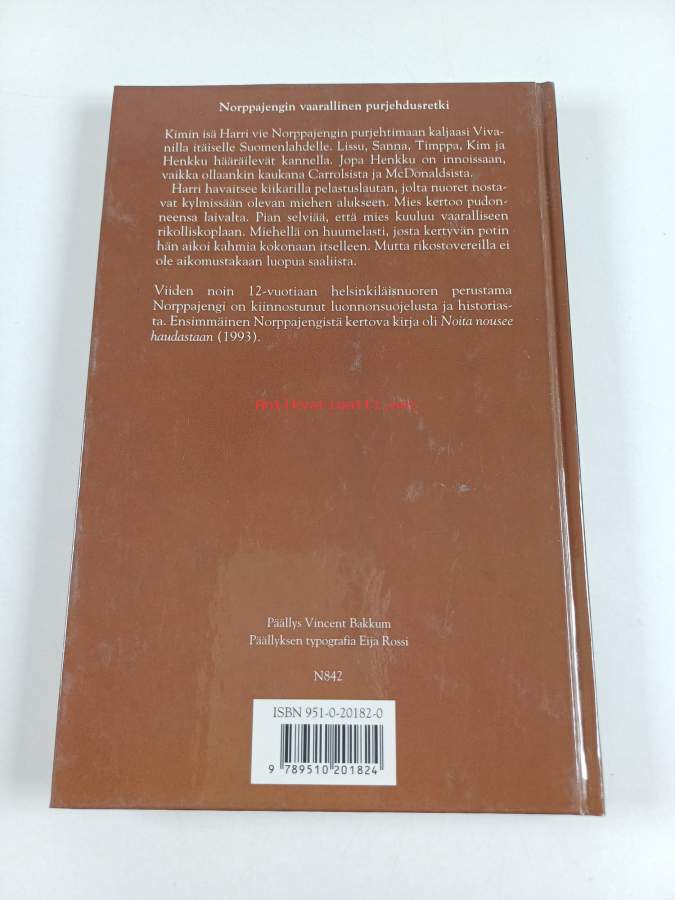 Norppajengin vaarallinen purjehdusretki
Kimin isä Harri vie Norppajengin purjehtimaan kaljaasi Viva-
nilla itäiselle Suomenlahdelle. Lissu, Sanna, Timppa, Kim ja
Henkku hääräilevät kannella. Jopa Henkku on innoissaan,
vaikka ollaankin kaukana Carrolsista ja McDonaldsista.
Harri havaitsee kiikarilla pelastuslautan, jolta nuoret nosta-
vat kylmissään olevan miehen alukseen. Mies kertoo pudon-
neensa laivalta. Pian selviää, että mies kuuluu vaaralliseen
rikolliskoplaan. Miehellä on huumelasti, josta kertyvän potin
hän aikoi kahmia kokonaan itselleen. Mutta rikostovereilla ei
ole aikomustakaan luopua saaliista.
Viiden noin 12-vuotiaan helsinkiläisnuoren perustama
Norppajengi on kiinnostunut luonnonsuojelusta ja historias-
ta. Ensimmäinen Norppajengistä kertova kirja oli Noita nousee
haudastaan (1993).
Päällys Vincent Bakkum
Päällyksen typografia Eija Rossi
N842
ISBN 951-0-20182-0
9 789510 201824